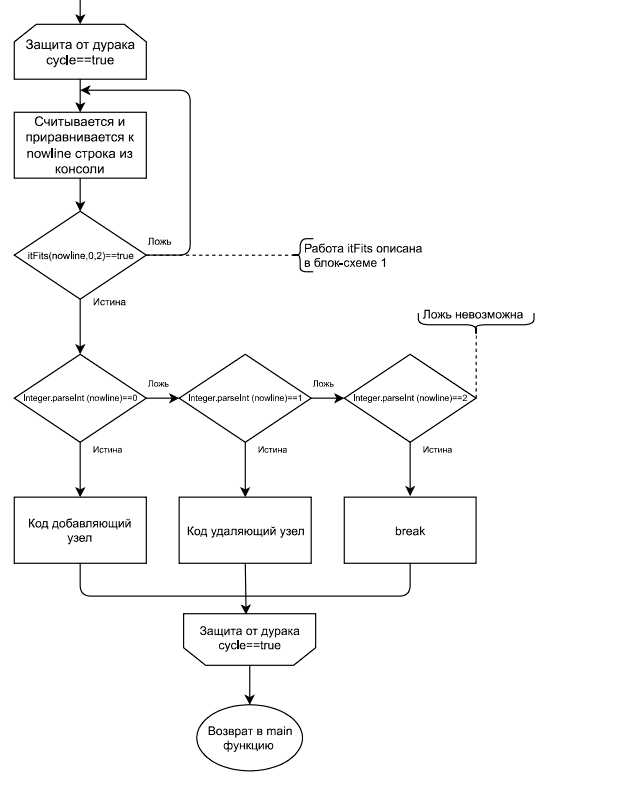 Защита от дурака
cycle==true
Считывается и
приравнивается к
nowline строка из
консоли
itFits(nowline,0,2)==true
Ложь
Работа itFits описана
в блок-схеме 1
Истина
Ложь невозможна
Integer.parseInt (nowline)==0
Ложь
Integer.parseInt (nowline)==1
Ложь
Integer.parseInt (nowline)==2
Истина
Истина
Истина
Код добавляющий
узел
Код удаляющий узел
break
Защита от дурака
cycle==true
Возврат в main
функцию